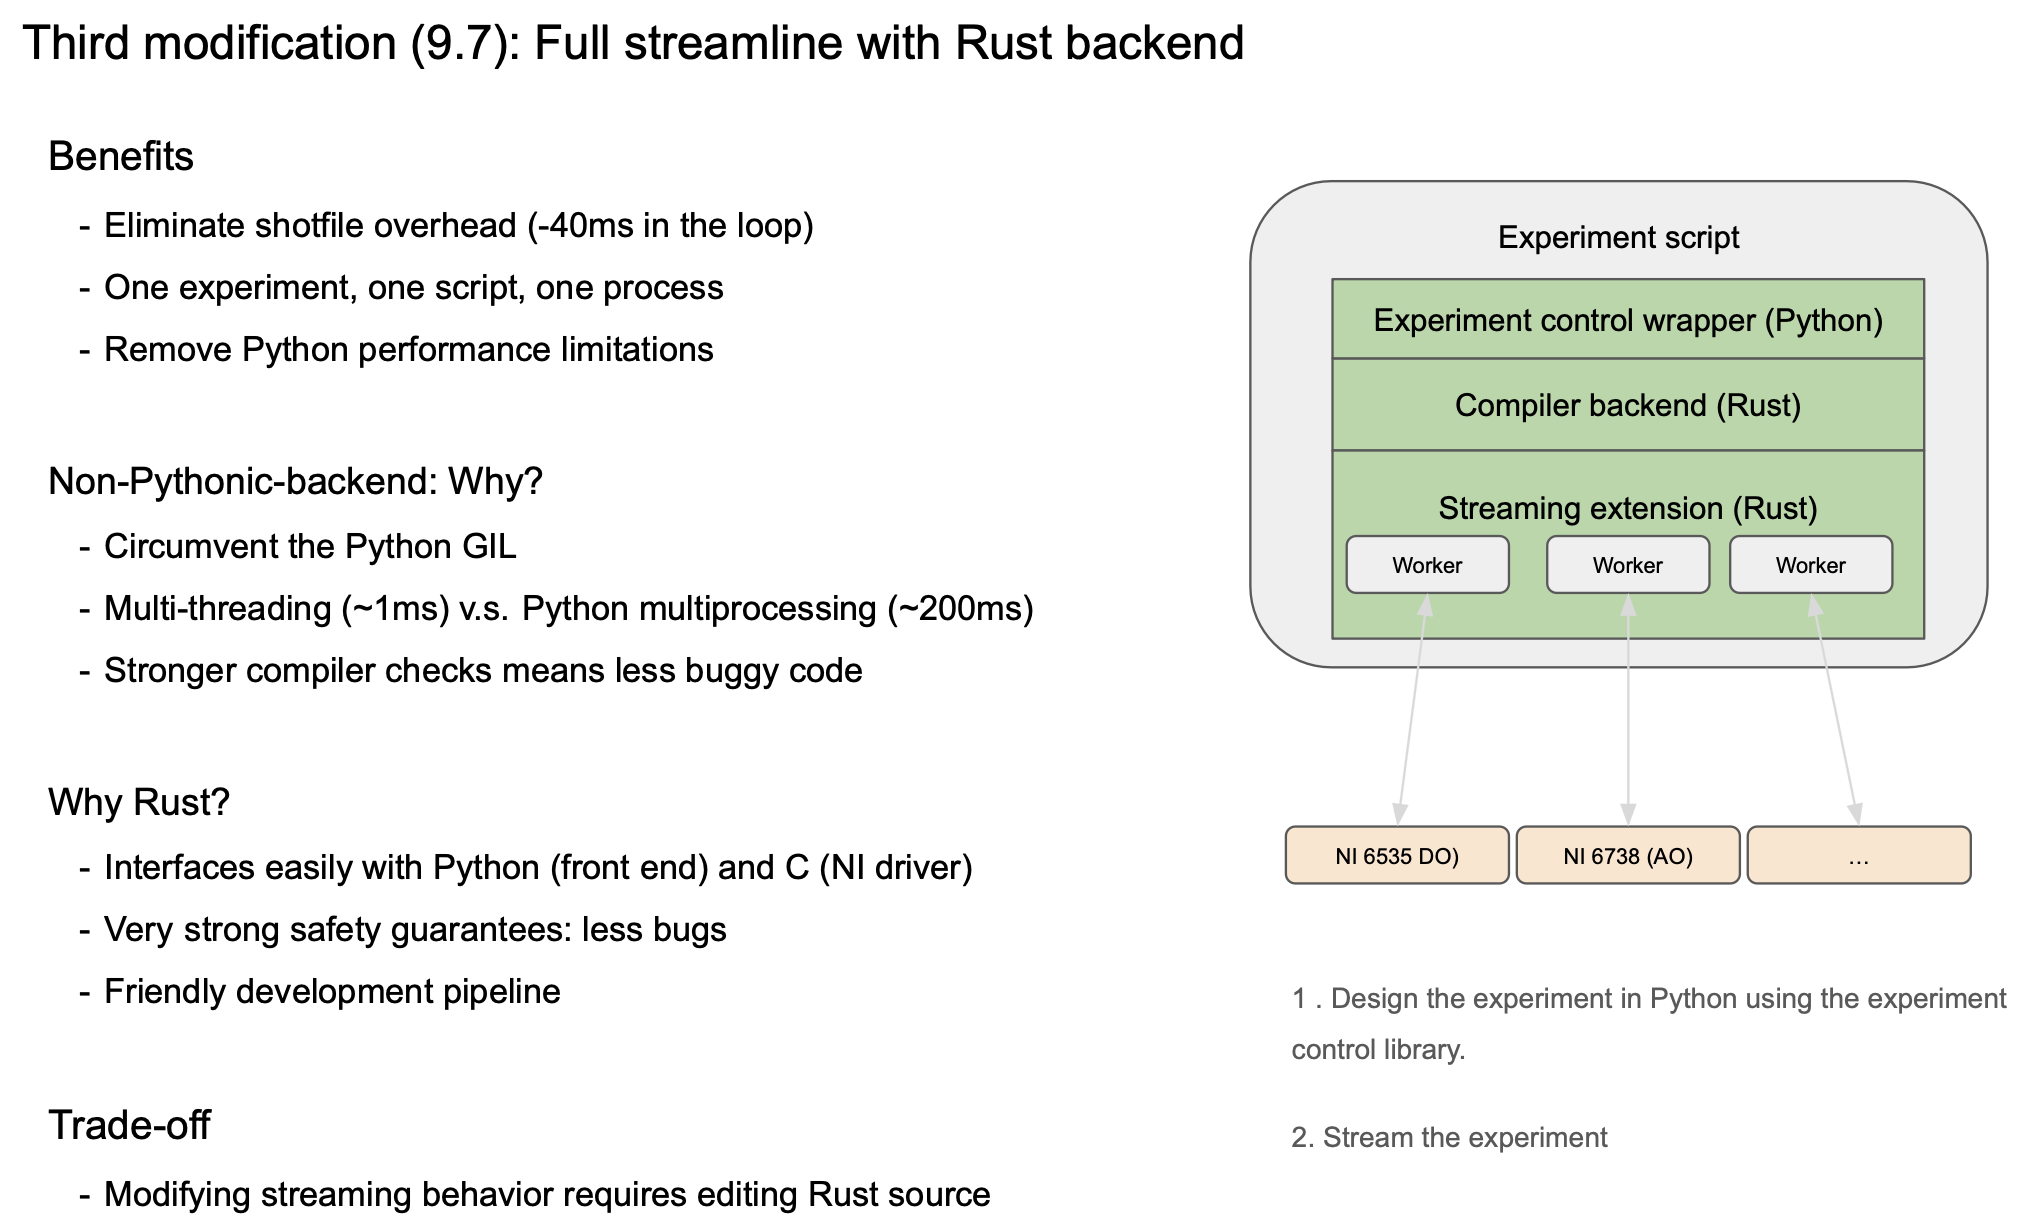 Third modification (9.7): Full streamline with Rust backend
Benefits
- Eliminate shotfile overhead (-40ms in the loop)
- One experiment, one script, one process
- Remove Python performance limitations
Non-Pythonic-backend: Why?
- Circumvent the Python GIL
- Multi-threading (~1ms) v.s. Python multiprocessing (~200ms)
- Stronger compiler checks means less buggy code
Why Rust?
- Interfaces easily with Python (front end) and C (NI driver)
- Very strong safety guarantees: less bugs
- Friendly development pipeline
Trade-off
- Modifying streaming behavior requires editing Rust source
Experiment script
Experiment control wrapper (Python)
Compiler backend (Rust)
Streaming extension (Rust)
Worker
Worker
Worker
NI 6535 DO)
NI 6738 (AO)
...
1 . Design the experiment in Python using the experiment
control library.
2. Stream the experiment